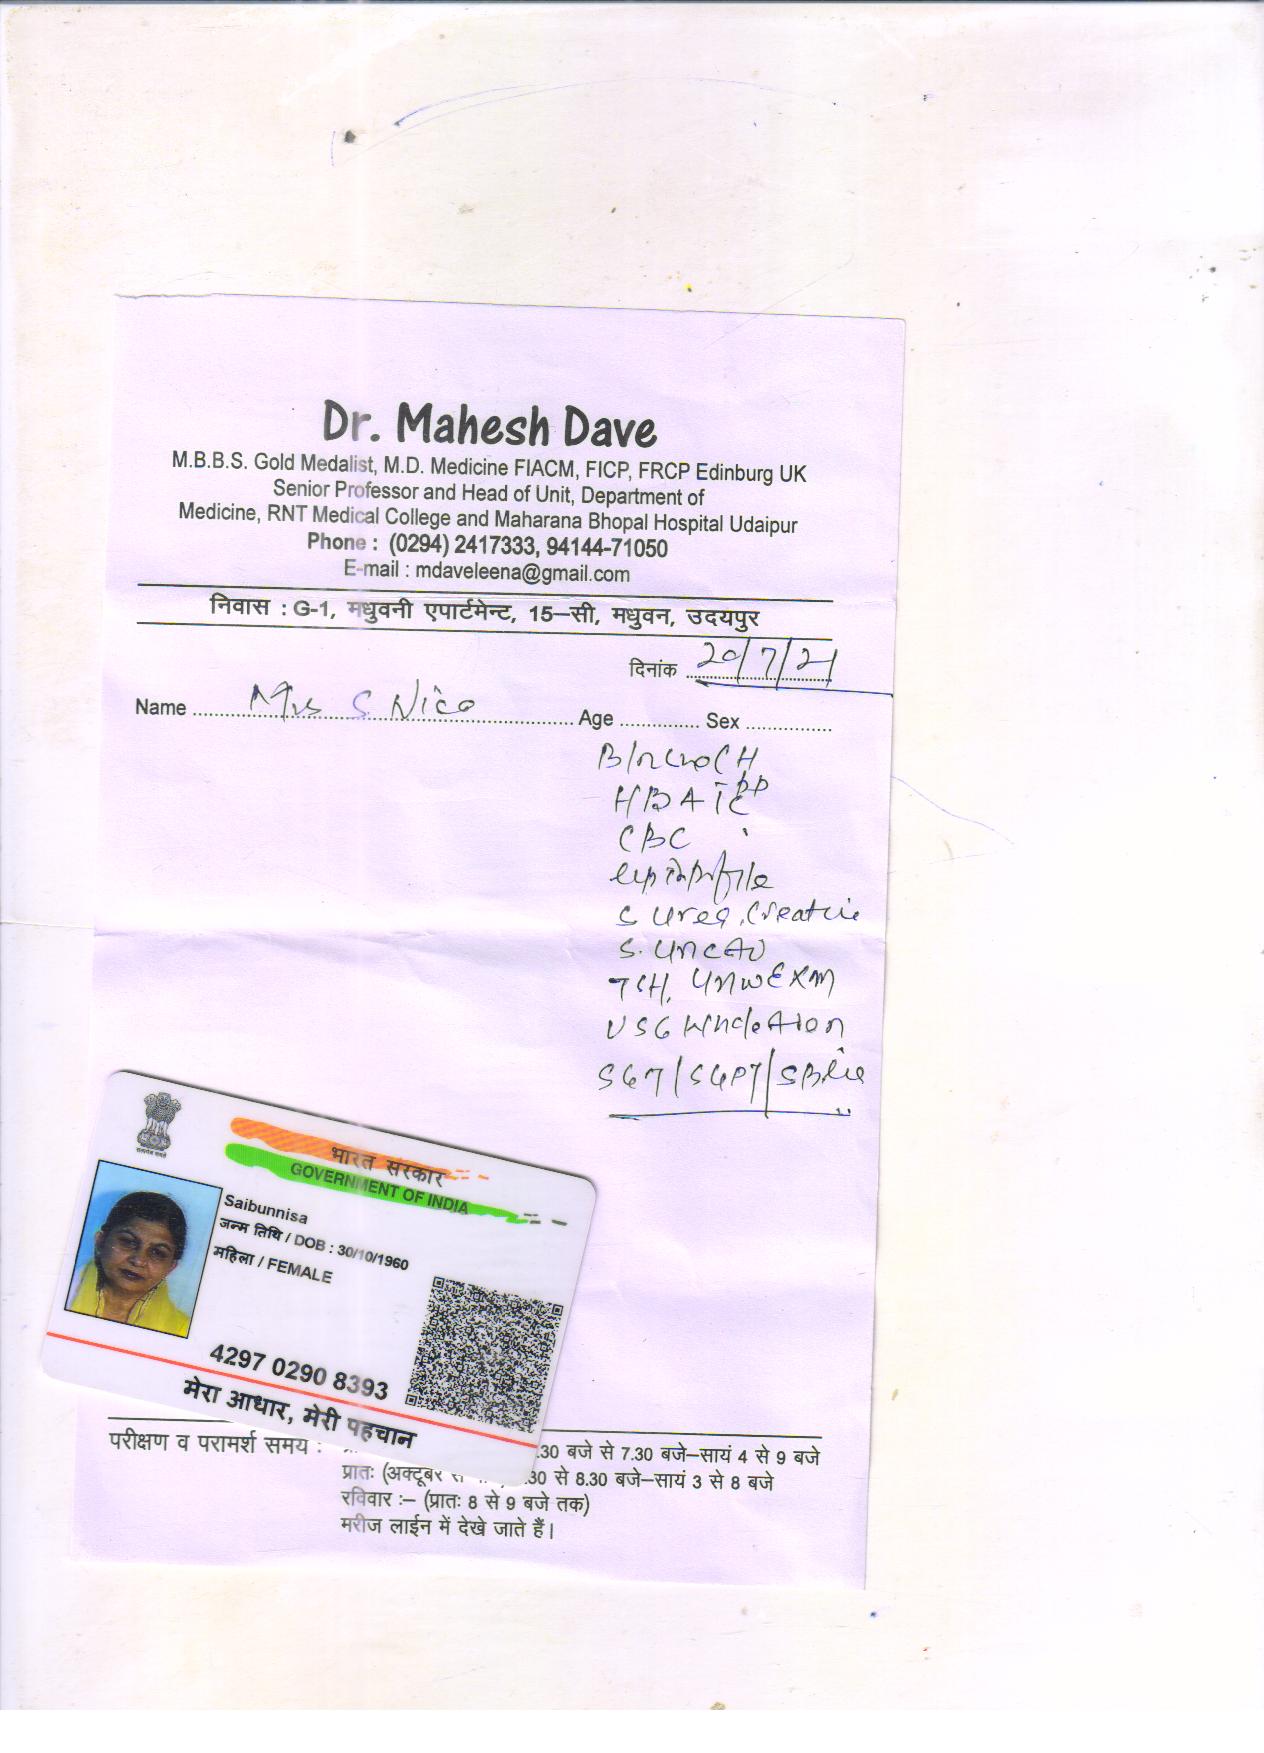 Dr. Mahesh Dave
M.B.B.S. Gold Medalist, M.D. Medicine FIACM, FICP, FRCP Edinburg UK
Senior Professor and Head of Unit, Department of
Medicine, RNT Medical College and Maharana Bhopal Hospital Udaipur
Phone : (0294) 2417333, 94144-71050
E-mail : mdaveleena@gmail.com
निवास : G-1, मधुवनी एपार्टमेन्ट, 15–सी, मधुवन, उदयपुर
दिनांक 20/7/21
Name Mrs S. Age Sex
CBC
S Urea,
USG
भारत सरकार
GOVERNMENT OF INDIA
Saibunnisa
जन्म तिथि / DOB : 30/10/1960
महिला / FEMALE
4297 0290 8393
मेरा आधार, मेरी पहचान
परीक्षण व परामर्श समय : .30 बजे से 7.30 बजे–सायं 4 से 9 बजे
प्रातः (अक्टूबर .30 से 8.30 बजे–सायं 3 से 8 बजे
रविवार :– (प्रातः 8 से 9 बजे तक)
मरीज लाईन में देखे जाते हैं।